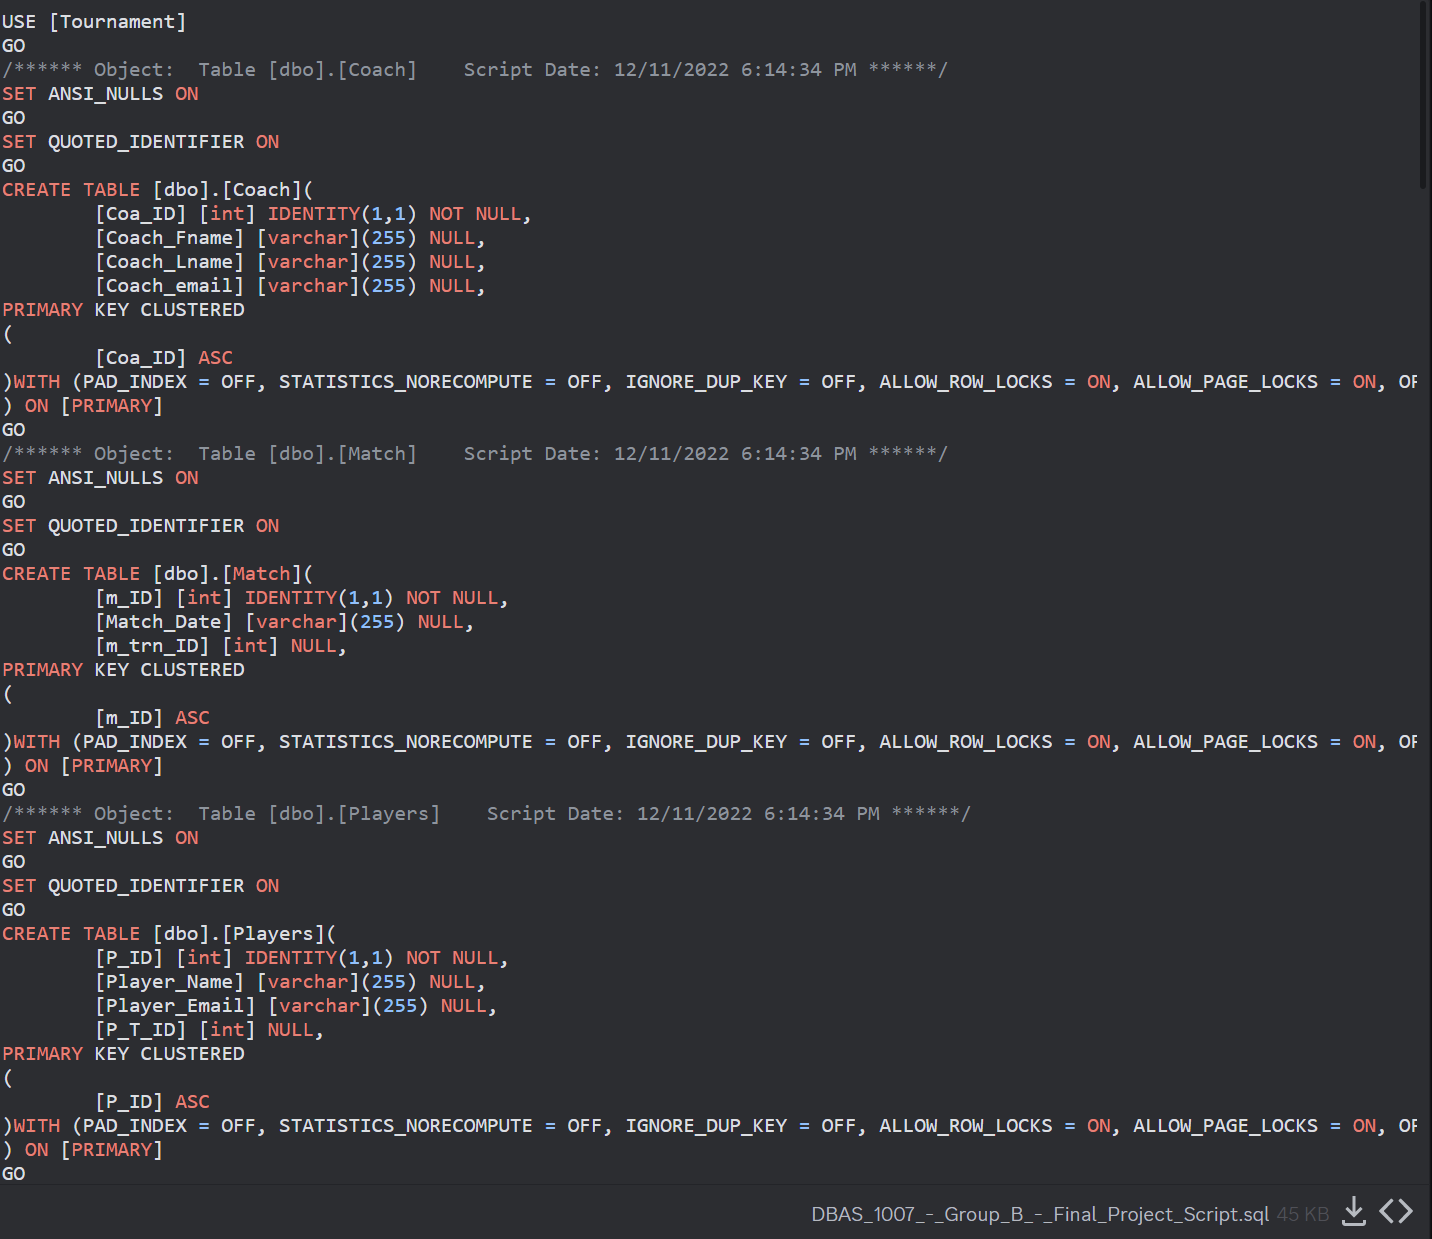 USE [Tournament]
GO
/****** Object:  Table [dbo].[Coach]    Script Date: 12/11/2022 6:14:34 PM ******/
SET ANSI_NULLS ON
GO
SET QUOTED_IDENTIFIER ON
GO
CREATE TABLE [dbo].[Coach](
	[Coa_ID] [int] IDENTITY(1,1) NOT NULL,
	[Coach_Fname] [varchar](255) NULL,
	[Coach_Lname] [varchar](255) NULL,
	[Coach_email] [varchar](255) NULL,
PRIMARY KEY CLUSTERED
(
	[Coa_ID] ASC
)WITH (PAD_INDEX = OFF, STATISTICS_NORECOMPUTE = OFF, IGNORE_DUP_KEY = OFF, ALLOW_ROW_LOCKS = ON, ALLOW_PAGE_LOCKS = ON,
) ON [PRIMARY]
GO
/****** Object:  Table [dbo].[Match]    Script Date: 12/11/2022 6:14:34 PM ******/
SET ANSI_NULLS ON
GO
SET QUOTED_IDENTIFIER ON
GO
CREATE TABLE [dbo].[Match](
	[m_ID] [int] IDENTITY(1,1) NOT NULL,
	[Match_Date] [varchar](255) NULL,
	[m_trn_ID] [int] NULL,
PRIMARY KEY CLUSTERED
(
	[m_ID] ASC
)WITH (PAD_INDEX = OFF, STATISTICS_NORECOMPUTE = OFF, IGNORE_DUP_KEY = OFF, ALLOW_ROW_LOCKS = ON, ALLOW_PAGE_LOCKS = ON,
) ON [PRIMARY]
GO
/****** Object:  Table [dbo].[Players]    Script Date: 12/11/2022 6:14:34 PM ******/
SET ANSI_NULLS ON
GO
SET QUOTED_IDENTIFIER ON
GO
CREATE TABLE [dbo].[Players](
	[P_ID] [int] IDENTITY(1,1) NOT NULL,
	[Player_Name] [varchar](255) NULL,
	[Player_Email] [varchar](255) NULL,
	[P_T_ID] [int] NULL,
PRIMARY KEY CLUSTERED
(
	[P_ID] ASC
)WITH (PAD_INDEX = OFF, STATISTICS_NORECOMPUTE = OFF, IGNORE_DUP_KEY = OFF, ALLOW_ROW_LOCKS = ON, ALLOW_PAGE_LOCKS = ON,
) ON [PRIMARY]
GO
DBAS_1007_-_Group_B_-_Final_Project_Script.sql 45 KB